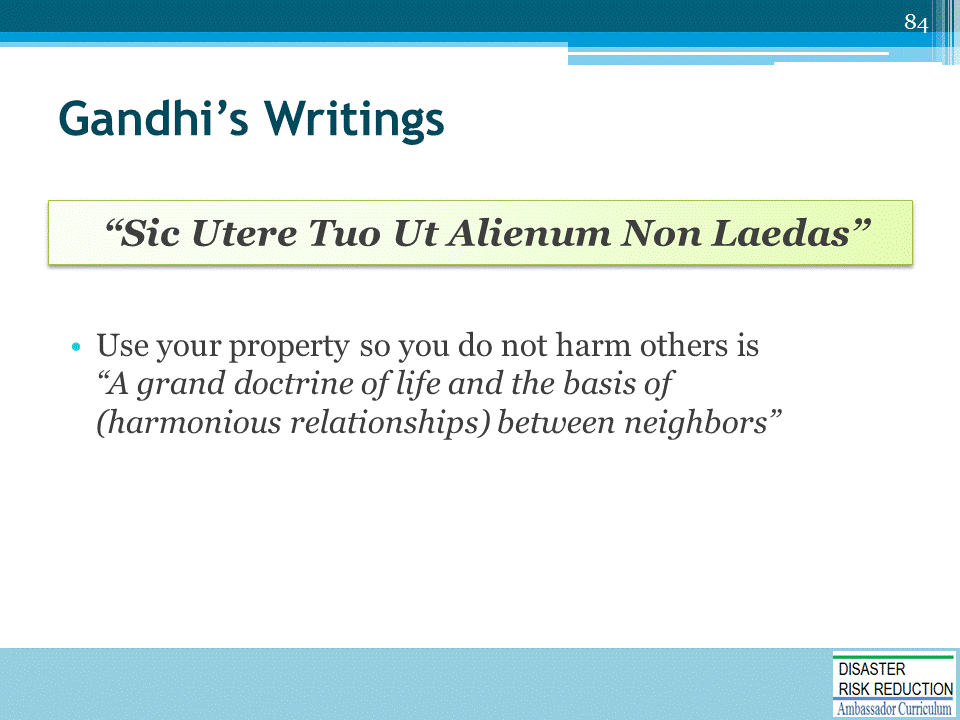 84
Gandhi’s Writings
“Sic Utere Tuo Ut Alienum Non Laedas”
• Use your property so you do not harm others is
“A grand doctrine of life and the basis of
(harmonious relationships) between neighbors”
DISASTER
RISK REDUCTION
Ambassador Curriculum